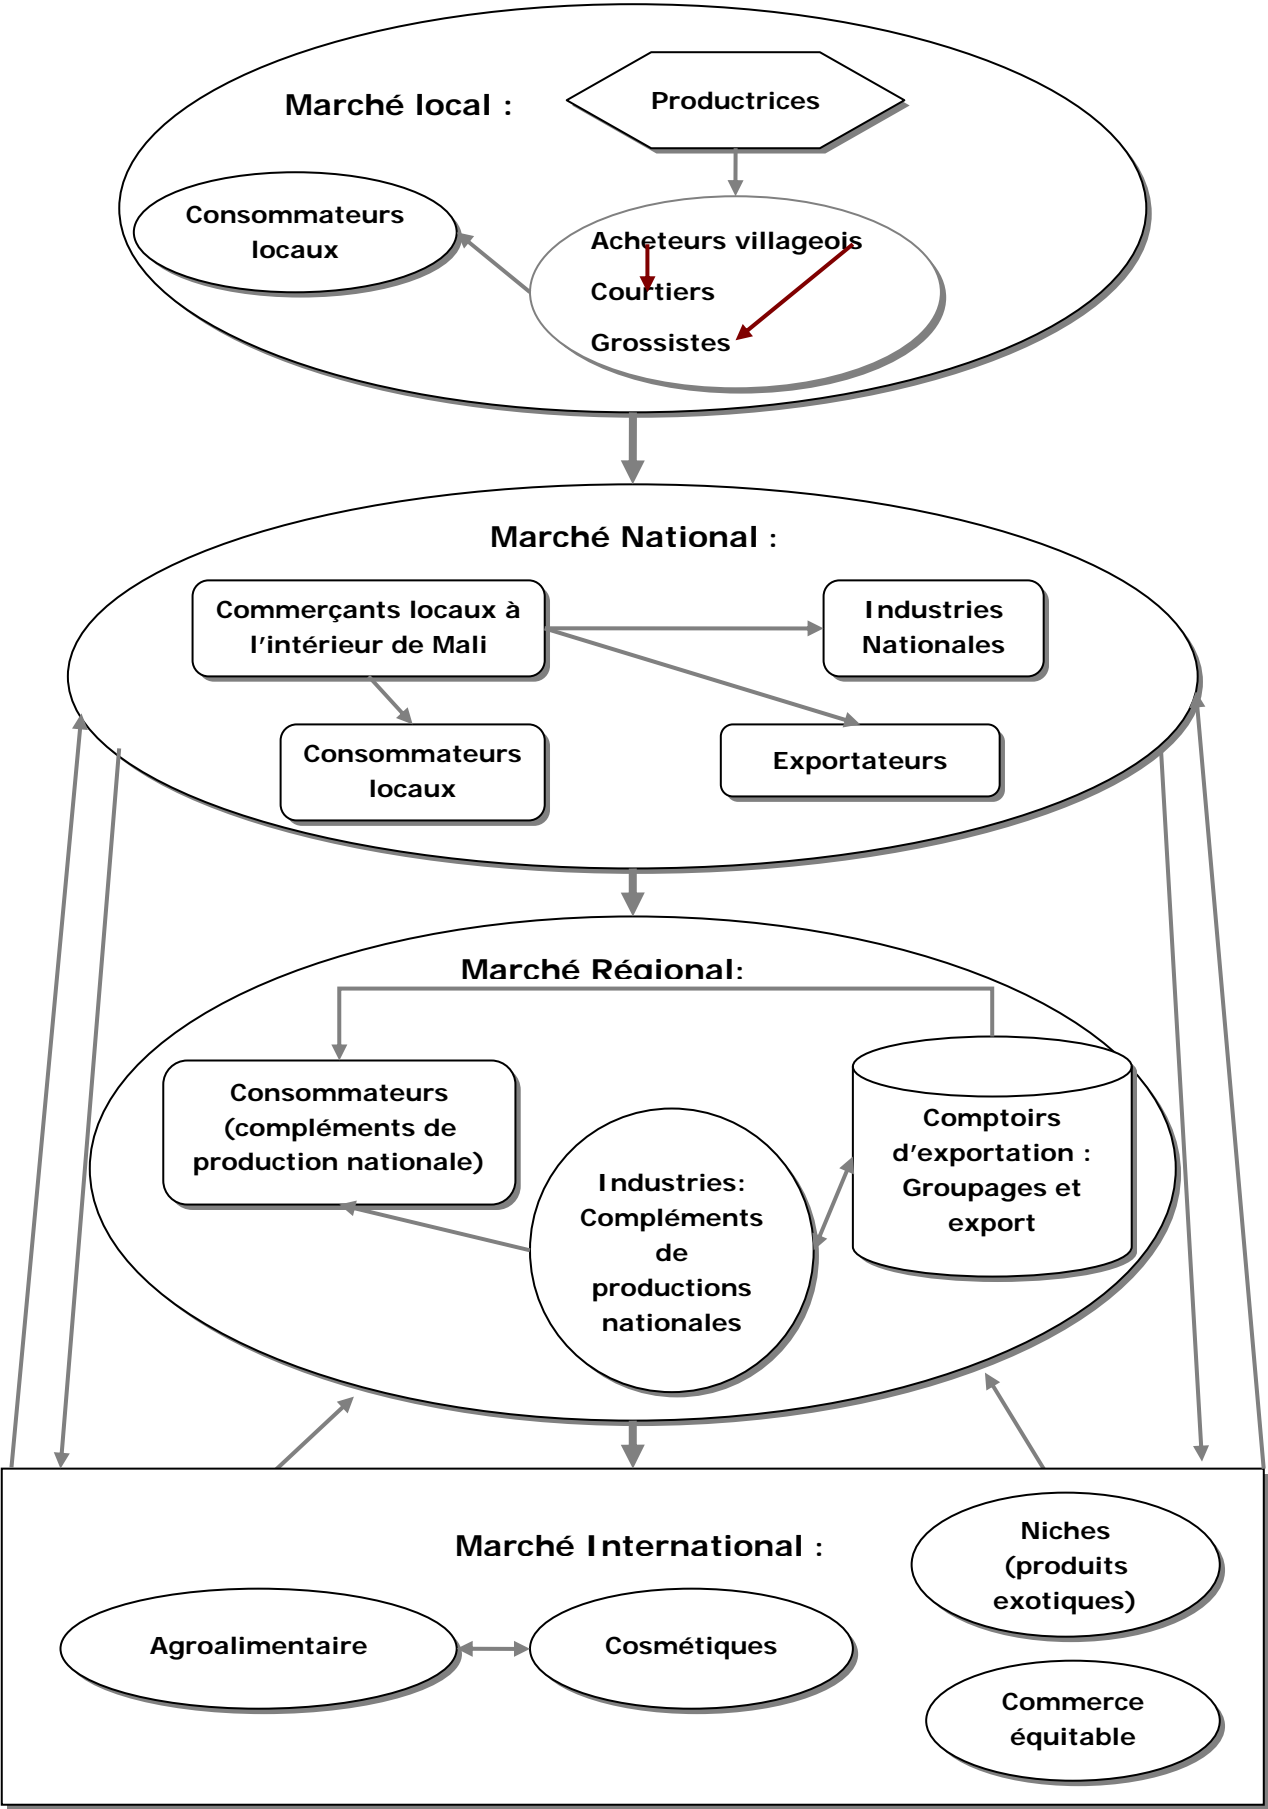 Marché local :
Productrices
Consommateurs
locaux
Acheteurs villageois
Courtiers
Grossistes
Marché National :
Commerçants locaux à
l'intérieur de Mali
Industries
Nationales
Consommateurs
locaux
Exportateurs
Marché Régional:
Consommateurs
(compléments de
production nationale)
Industries:
Compléments
de
productions
nationales
Comptoirs
d'exportation :
Groupages et
export
Marché International :
Niches
(produits
exotiques)
Agroalimentaire
Cosmétiques
Commerce
équitable